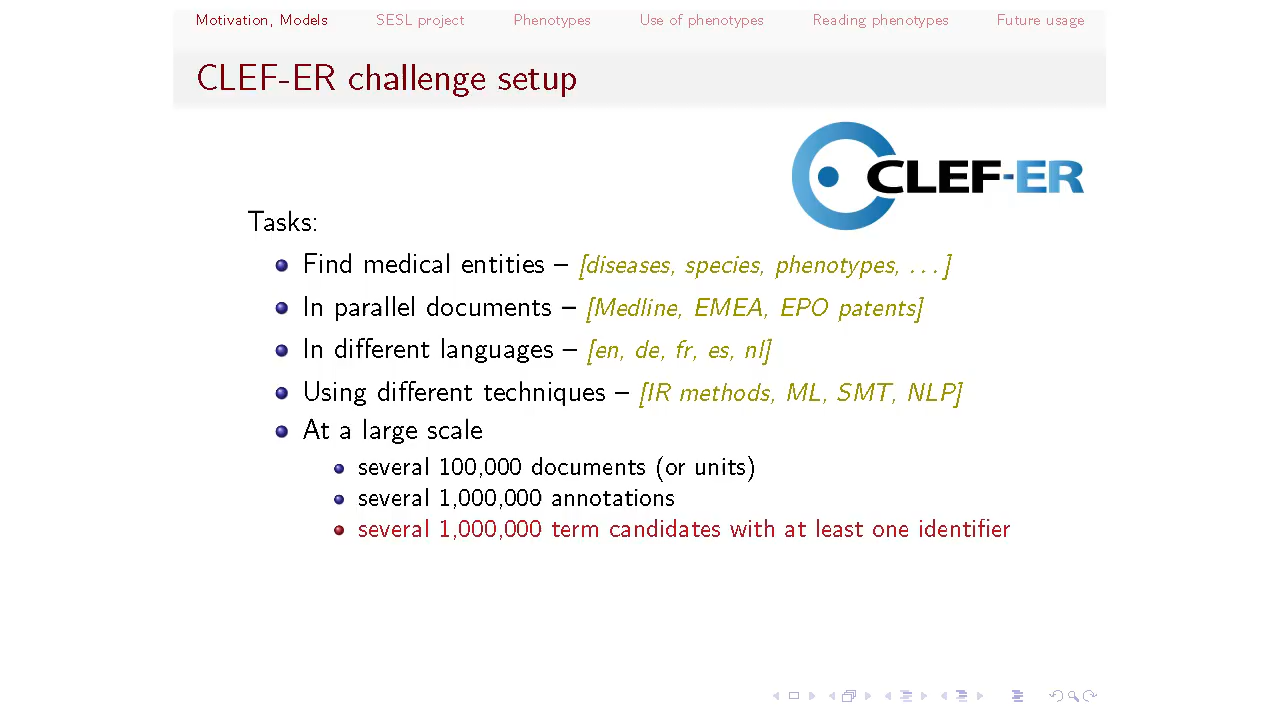 Motivation, Models SESL project Phenotypes Use of phenotypes Reading phenotypes Future usage
CLEF-ER challenge setup
CLEF-ER
Tasks:
Find medical entities – [diseases, species, phenotypes, . . . ]
In parallel documents – [Medline, EMEA, EPO patents]
In different languages – [en, de, fr, es, nl]
Using different techniques – [IR methods, ML, SMT, NLP]
At a large scale
several 100,000 documents (or units)
several 1,000,000 annotations
several 1,000,000 term candidates with at least one identifier